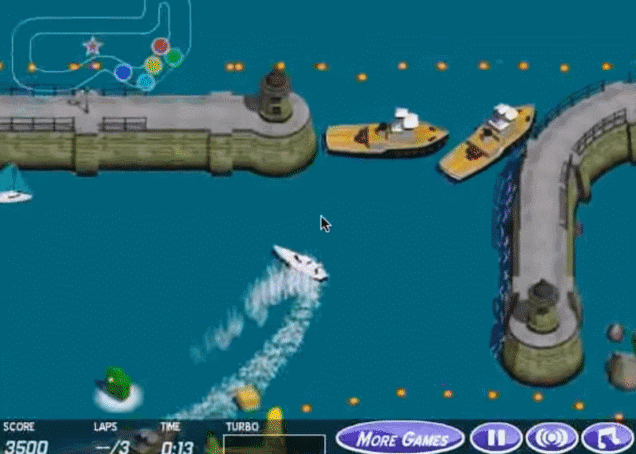 SCORE LAPS TIME TURBO
3500 --/3 0:13
MORE GAMES